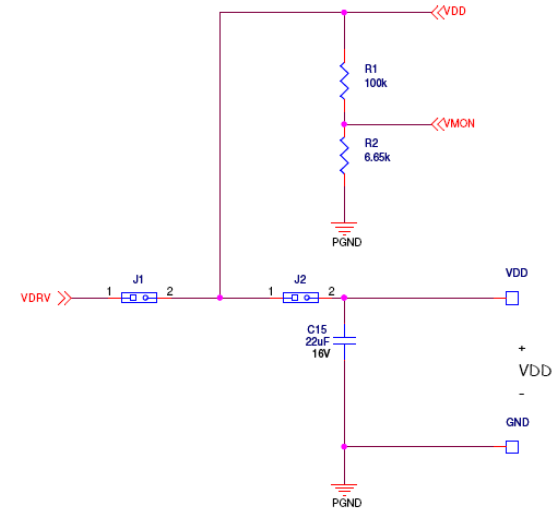 VDD
R1
100k
VMON
R2
6.65k
PGND
VDRV
1
J1
2
1
J2
2
VDD
C15
22uF
16V
+
VDD
-
GND
PGND